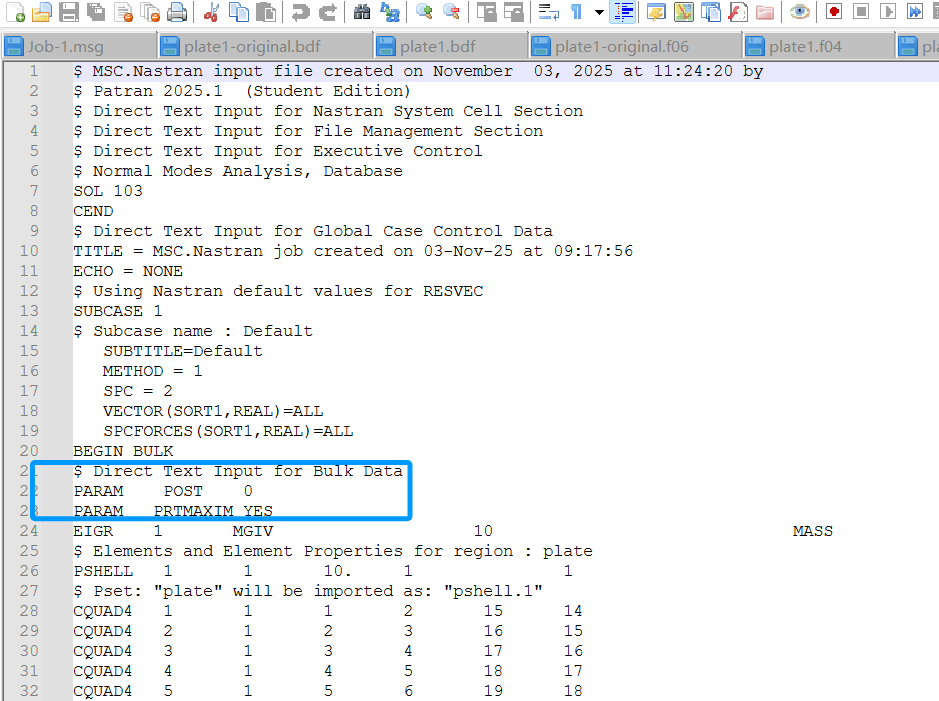 Job-1.msg plate1-original.bdf plate1.bdf plate1-original.f06 plate1.f04 pla
1 $ MSC.Nastran input file created on November  03, 2025 at 11:24:20 by
2 $ Patran 2025.1  (Student Edition)
3 $ Direct Text Input for Nastran System Cell Section
4 $ Direct Text Input for File Management Section
5 $ Direct Text Input for Executive Control
6 $ Normal Modes Analysis, Database
7 SOL 103
8 CEND
9 $ Direct Text Input for Global Case Control Data
10 TITLE = MSC.Nastran job created on 03-Nov-25 at 09:17:56
11 ECHO = NONE
12 $ Using Nastran default values for RESVEC
13 SUBCASE 1
14 $ Subcase name : Default
15    SUBTITLE=Default
16    METHOD = 1
17    SPC = 2
18    VECTOR(SORT1,REAL)=ALL
19    SPCFORCES(SORT1,REAL)=ALL
20 BEGIN BULK
21 $ Direct Text Input for Bulk Data
22 PARAM    POST    0
23 PARAM   PRTMAXIM YES
24 EIGR    1       MGIV                    10                              MASS
25 $ Elements and Element Properties for region : plate
26 PSHELL   1       1       10.     1               1
27 $ Pset: "plate" will be imported as: "pshell.1"
28 CQUAD4   1       1       1       2       15      14
29 CQUAD4   2       1       2       3       16      15
30 CQUAD4   3       1       3       4       17      16
31 CQUAD4   4       1       4       5       18      17
32 CQUAD4   5       1       5       6       19      18